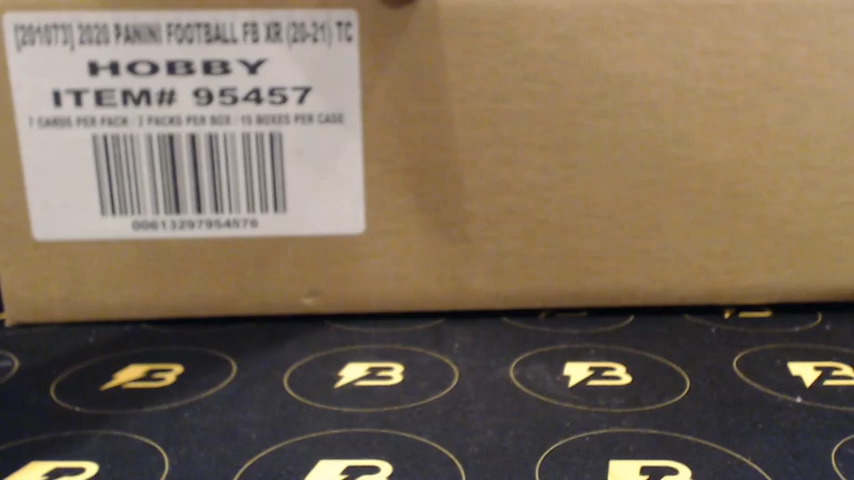 [201073] 2020 PANINI FOOTBALL FB XR (20-21) TC
HOBBY
ITEM# 95457
7 CARDS PER PACK / 2 PACKS PER BOX / 15 BOXES PER CASE
00613297954576
B B B B
B B B